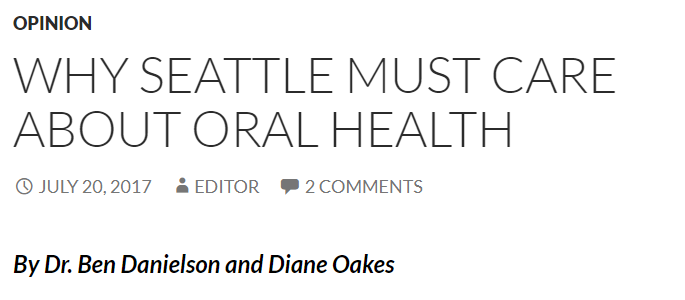 OPINION
WHY SEATTLE MUST CARE
ABOUT ORAL HEALTH
JULY 20, 2017 EDITOR 2 COMMENTS
By Dr. Ben Danielson and Diane Oakes